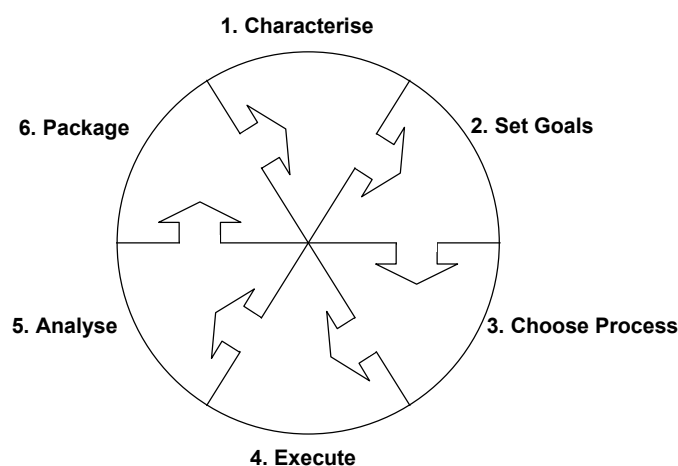 1. Characterise
2. Set Goals
3. Choose Process
4. Execute
5. Analyse
6. Package